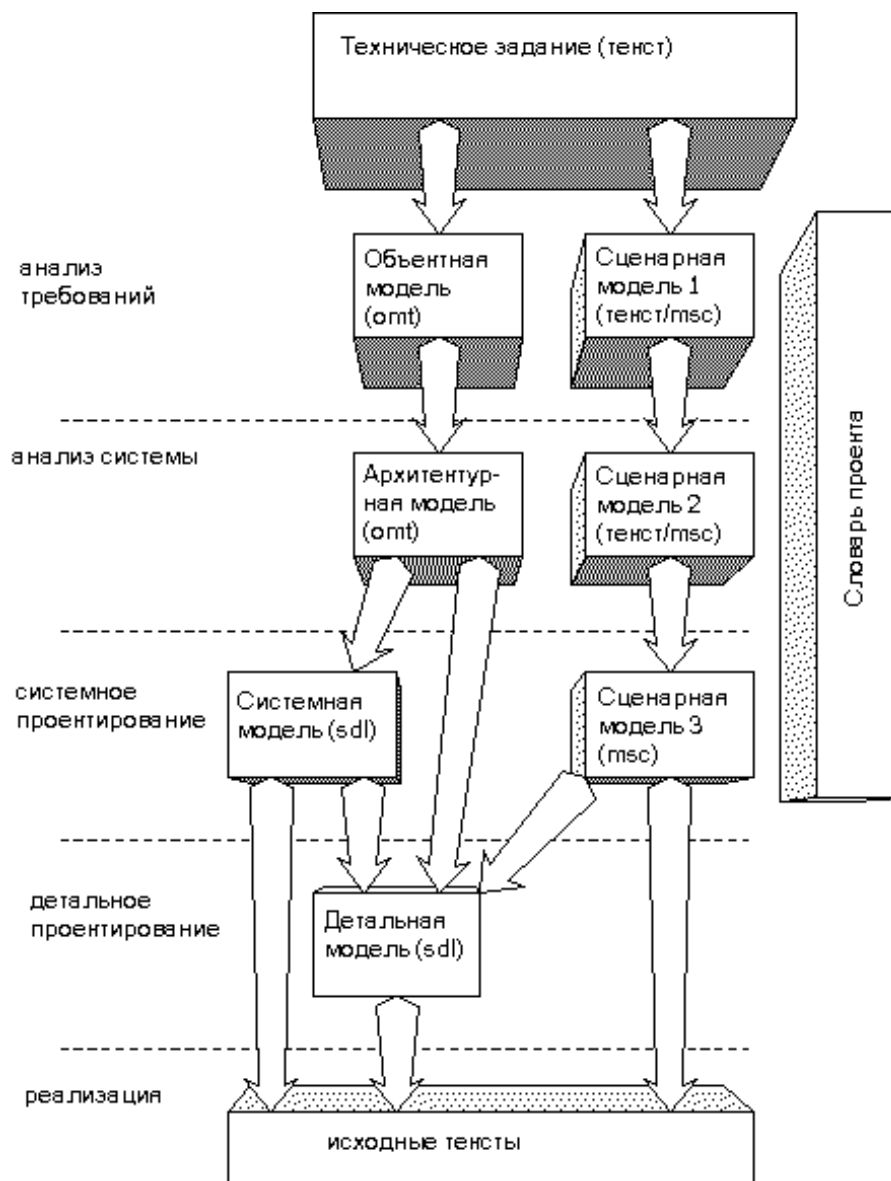 Техническое задание (текст)
анализ
требований
Объектная
модель
(omt)
Сценарная
модель 1
(текст/msc)
анализ системы
Архитектур-
ная модель
(omt)
Сценарная
модель 2
(текст/msc)
Словарь проекта
системное
проектирование
Системная
модель (sdl)
Сценарная
модель 3
(msc)
детальное
проектирование
Детальная
модель (sdl)
реализация
исходные тексты